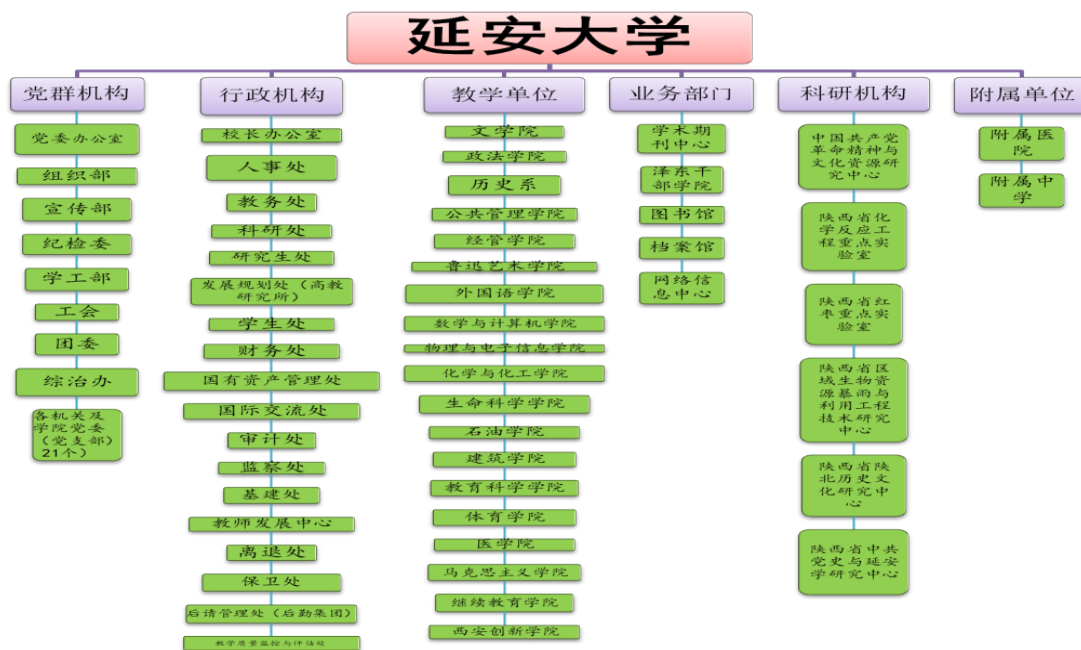 延安大学
党群机构
党委办公室
组织部
宣传部
纪检委
学工部
工会
团委
综治办
各机关及
学院党委
（党支部）
21个）
行政机构
校长办公室
人事处
教务处
科研处
研究生处
发展规划处（高教
研究所）
学生处
财务处
国有资产管理处
国际交流处
审计处
监察处
基建处
教师发展中心
离退处
保卫处
后请管理处（后勤集团）
教学质量监控与评估处
教学单位
文学院
政法学院
历史系
公共管理学院
经管学院
鲁迅艺术学院
外国语学院
数学与计算机学院
物理与电子信息学院
化学与化工学院
生命科学学院
石油学院
建筑学院
教育科学学院
体育学院
医学院
马克思主义学院
继续教育学院
西安创新学院
业务部门
学术期
刊中心
泽东干
部学院
图书馆
档案馆
网络信
息中心
科研机构
中国共产党
革命精神与
文化资源研
究中心
陕西省化
学反应工
程重点实
验室
陕西省红
枣重点实
验室
陕西省区
域生物资
源暴雨与
利用工程
技术研究
中心
陕西省陕
北历史文
化研究中
心
陕西省中共
党史与延安
学研究中心
附属单位
附属医
院
附属中
学